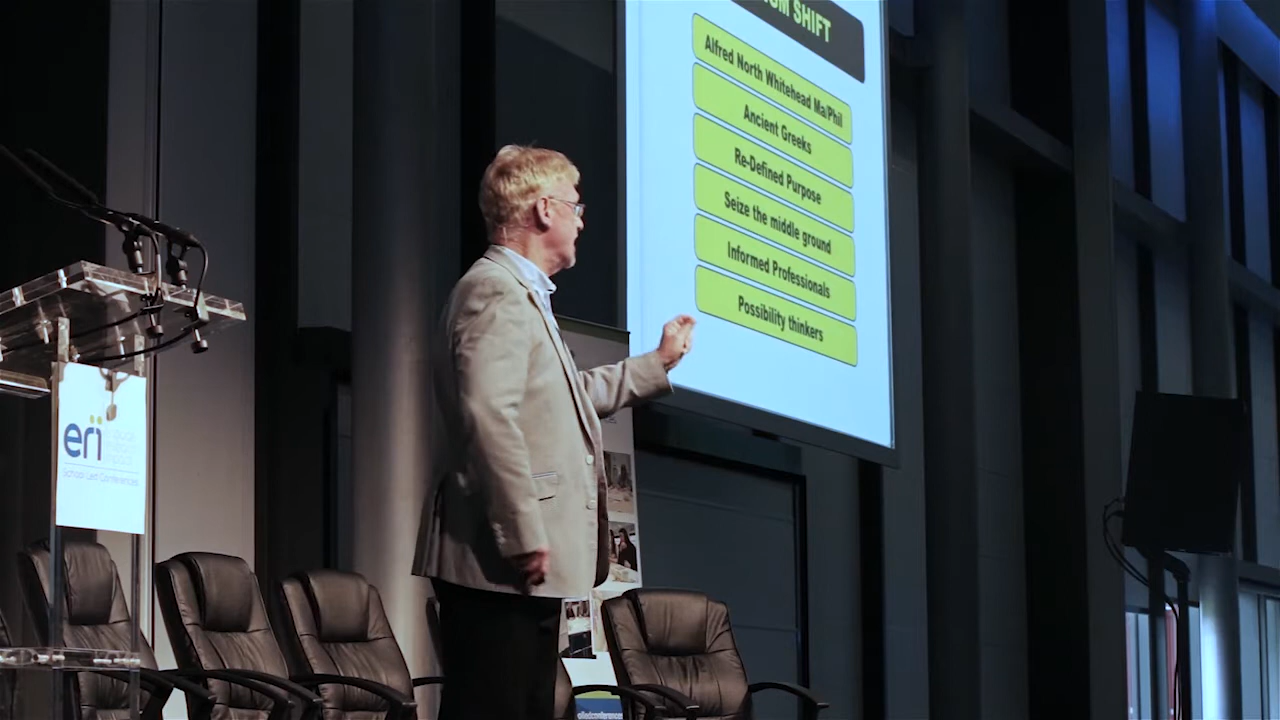 SHIFT
Alfred North Whitehead Ma/Phil
Ancient Greeks
Re-Defined Purpose
Seize the middle ground
Informed Professionals
Possibility thinkers
eri
School Led Conferences